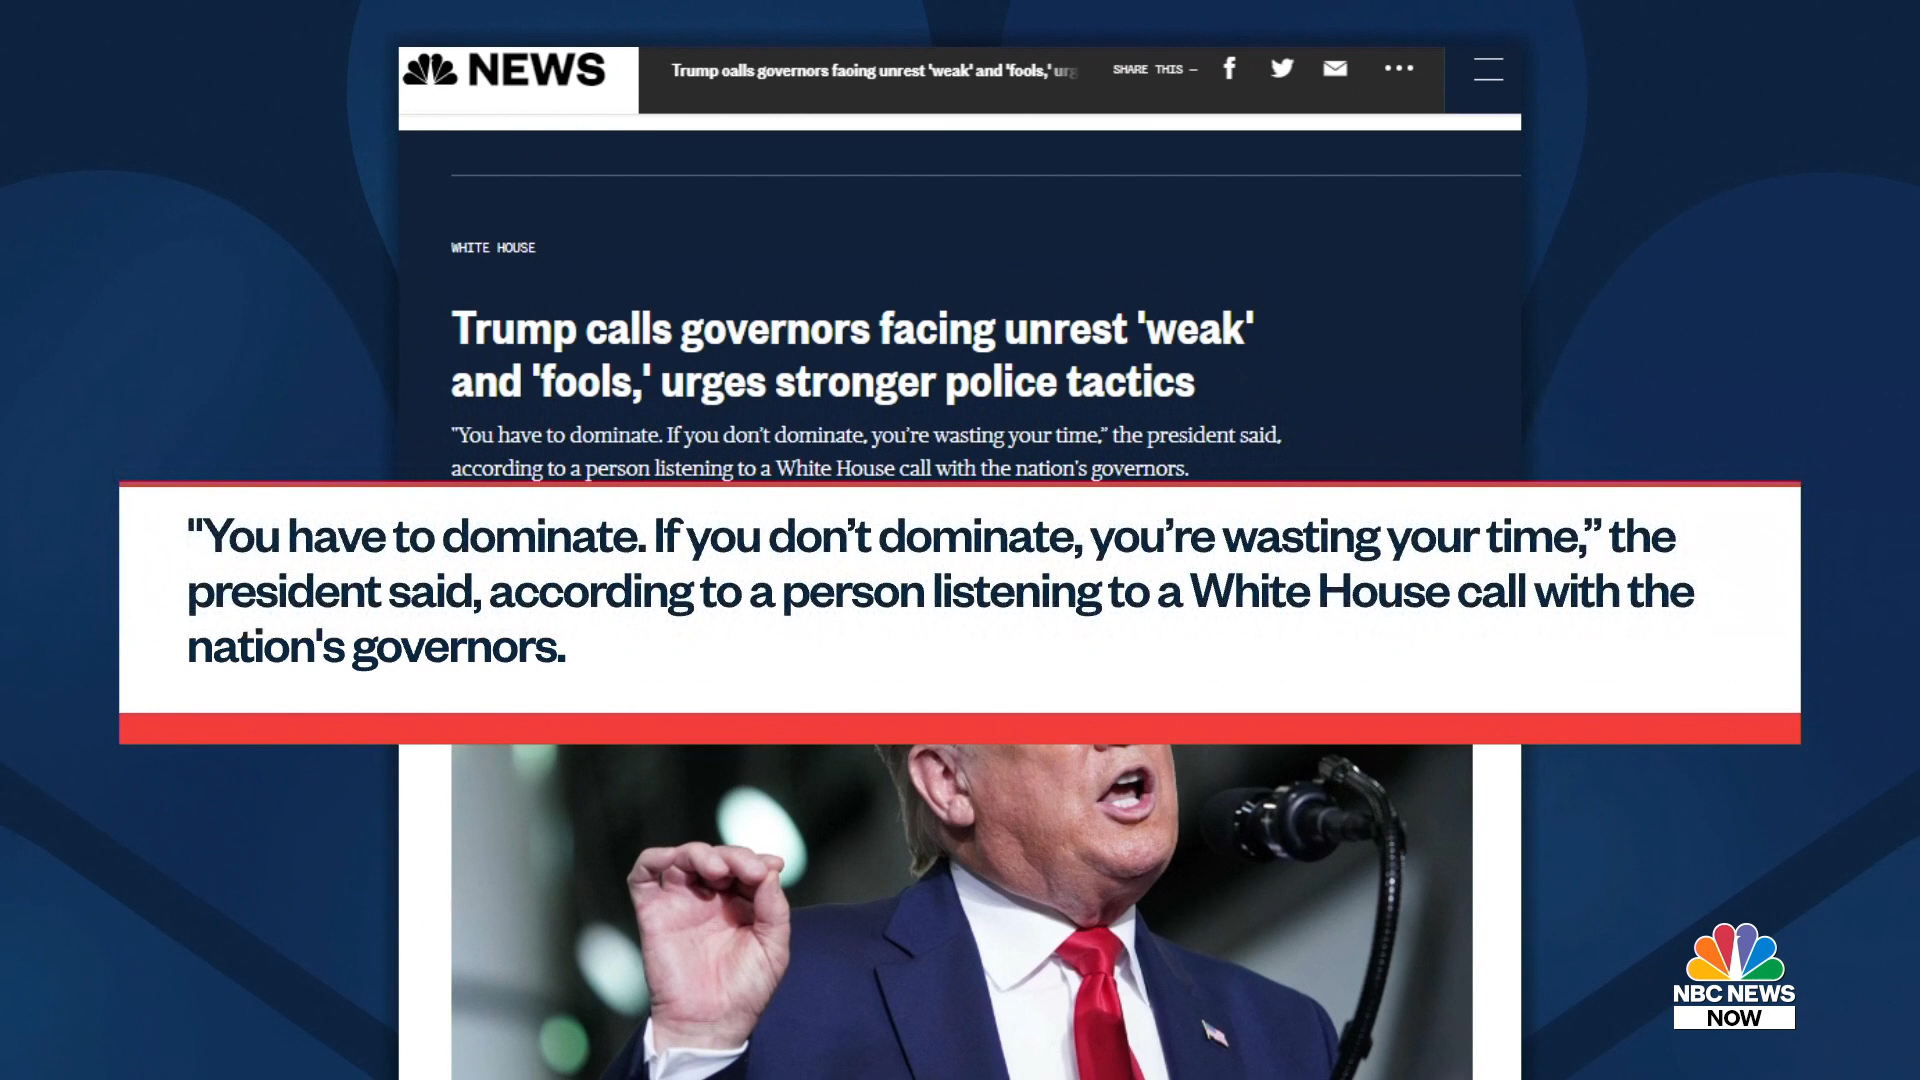 NEWS
Trump calls governors facing unrest 'weak' and 'fools,' urg
SHARE THIS —
WHITE HOUSE
Trump calls governors facing unrest 'weak'
and 'fools,' urges stronger police tactics
"You have to dominate. If you don’t dominate, you’re wasting your time,” the president said,
according to a person listening to a White House call with the nation's governors.
"You have to dominate. If you don’t dominate, you’re wasting your time,” the
president said, according to a person listening to a White House call with the
nation's governors.
NBC NEWS
NOW